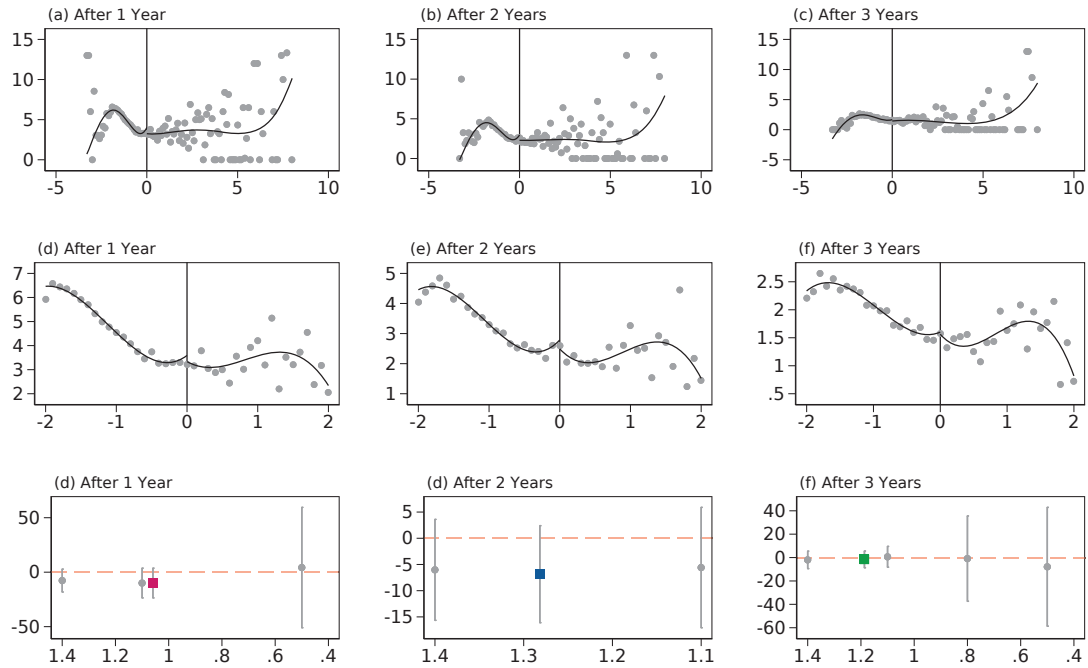 (a) After 1 Year
(b) After 2 Years
(c) After 3 Years
15
10
5
0
-5 0 5 10
15
10
5
0
-5 0 5 10
15
10
5
0
-5
-5 0 5 10
(d) After 1 Year
(e) After 2 Years
(f) After 3 Years
7
6
5
4
3
2
-2 -1 0 1 2
5
4
3
2
1
-2 -1 0 1 2
2.5
2
1.5
1
.5
-2 -1 0 1 2
(d) After 1 Year
(d) After 2 Years
(f) After 3 Years
50
0
-50
1.4 1.2 1 .8 .6 .4
5
0
-5
-10
-15
1.4 1.3 1.2 1.1
40
20
0
-20
-40
-60
1.4 1.2 1 .8 .6 .4